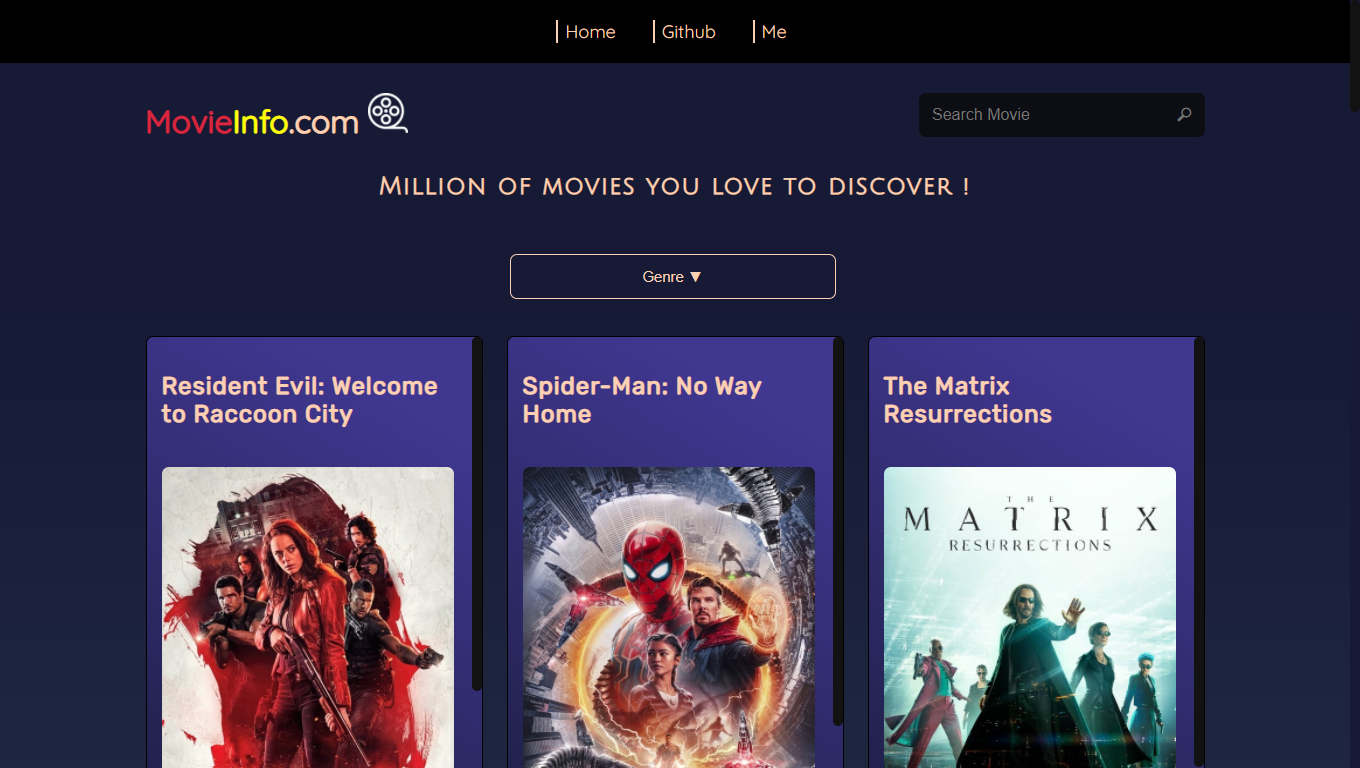 Home Github Me
MovieInfo.com
Search Movie
Million of movies you love to discover !
Genre ▼
Resident Evil: Welcome
to Raccoon City
Spider-Man: No Way
Home
The Matrix
Resurrections
THE
MATRIX
RESURRECTIONS